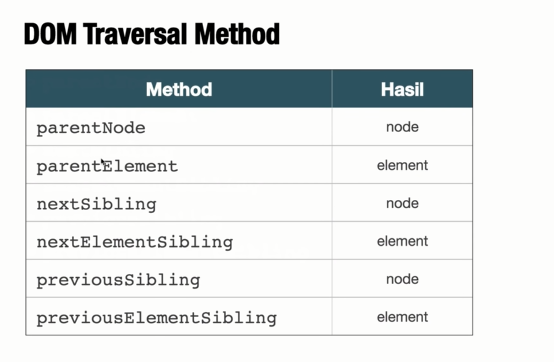 DOM Traversal Method
Method Hasil
parentNode node
parentElement element
nextSibling node
nextElementSibling element
previousSibling node
previousElementSibling element